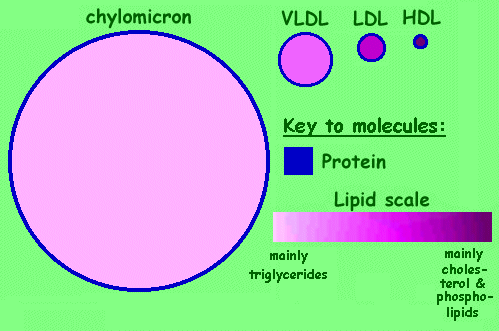 chylomicron
VLDL
LDL
HDL
Key to molecules:
Protein
Lipid scale
mainly
triglycerides
mainly
choles-
terol &
phospho-
lipids